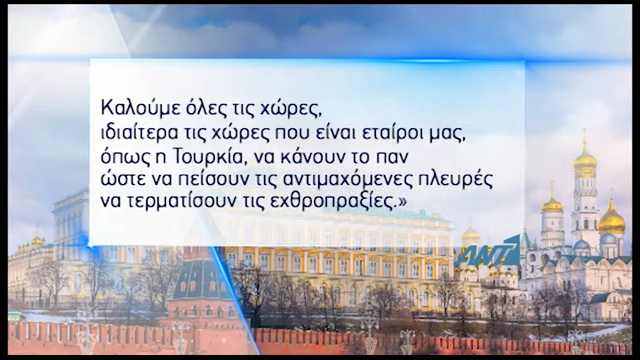 Καλούμε όλες τις χώρες,
ιδιαίτερα τις χώρες που είναι εταίροι μας,
όπως η Τουρκία, να κάνουν το παν
ώστε να πείσουν τις αντιμαχόμενες πλευρές
να τερματίσουν τις εχθροπραξίες.»
ΑΝΤ1